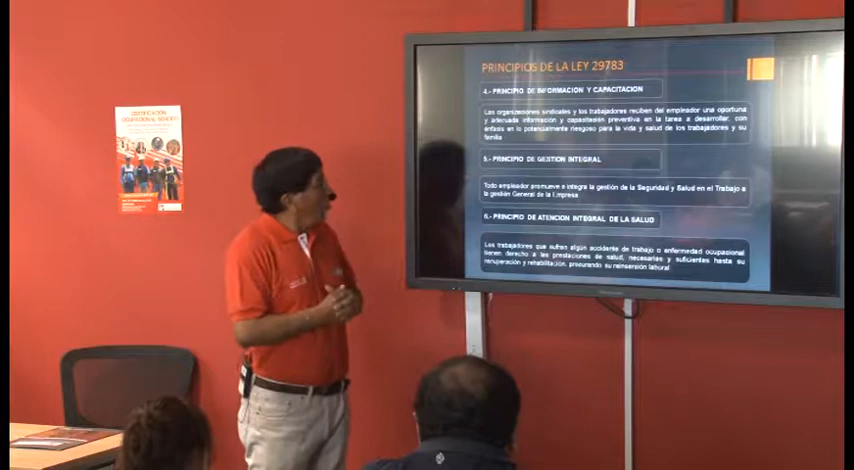 CERTIFICACIÓN
OCUPACIONAL SENCICO
PRINCIPIOS DE LA LEY 29783
4.- PRINCIPIO DE INFORMACION Y CAPACITACION
Las organizaciones sindicales y los trabajadores reciben del empleador una oportuna
y adecuada información y capacitación preventiva en la tarea a desarrollar, con
énfasis en lo potencialmente riesgoso para la vida y salud de los trabajadores y su
familia
5.- PRINCIPIO DE GESTION INTEGRAL
Todo empleador promueve e integra la gestión de la Seguridad y Salud en el Trabajo a
la gestión General de la Empresa
6.- PRINCIPIO DE ATENCION INTEGRAL DE LA SALUD
Los trabajadores que sufran algún accidente de trabajo o enfermedad ocupacional
tienen derecho a las prestaciones de salud, necesarias y suficientes hasta su
recuperación y rehabilitación, procurando su reinserción laboral